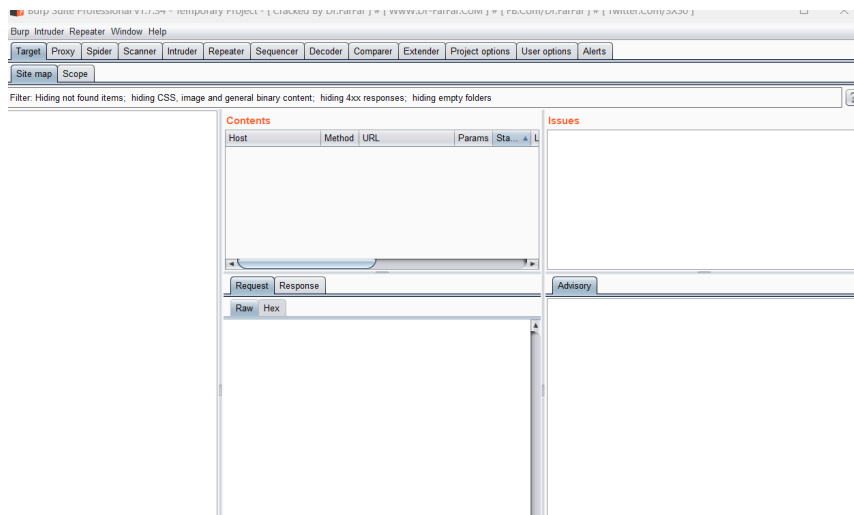 Burp Suite Professional v1.7.34 - Temporary Project - [ Cracked By Dr.FarFar ] # [ WwW.Dr-FarFar.CoM ] # [ FB.Com/Dr.FarFar ] # [ Twitter.Com/SXS0 ]
Burp Intruder Repeater Window Help
Target Proxy Spider Scanner Intruder Repeater Sequencer Decoder Comparer Extender Project options User options Alerts
Site map Scope
Filter: Hiding not found items; hiding CSS, image and general binary content; hiding 4xx responses; hiding empty folders
Contents Issues
Host Method URL Params Sta... L
Request Response Advisory
Raw Hex